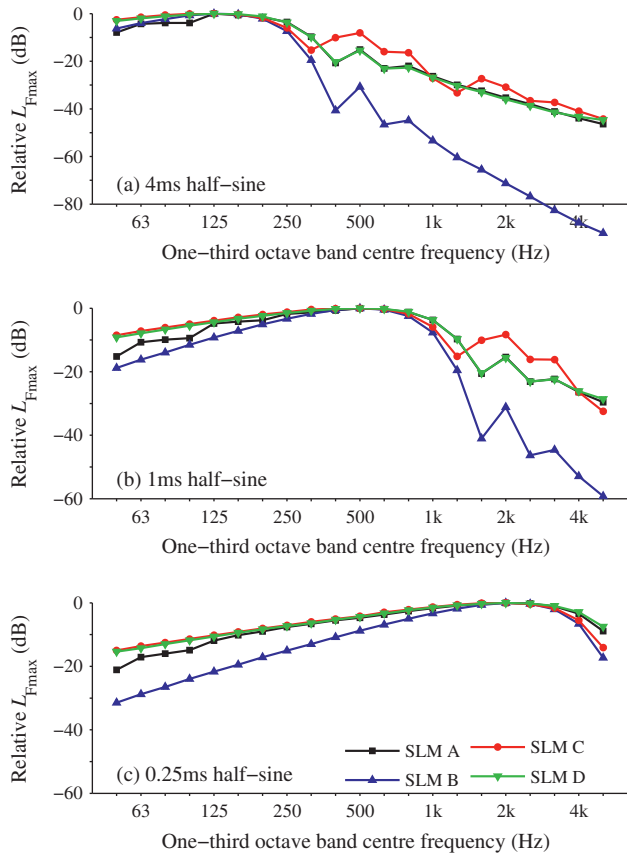 Relative L_Fmax (dB)
0
−20
−40
−60
−80
(a) 4ms half−sine
63 125 250 500 1k 2k 4k
One−third octave band centre frequency (Hz)
Relative L_Fmax (dB)
0
−20
−40
−60
(b) 1ms half−sine
63 125 250 500 1k 2k 4k
One−third octave band centre frequency (Hz)
Relative L_Fmax (dB)
0
−20
−40
−60
SLM A SLM C
SLM B SLM D
(c) 0.25ms half−sine
63 125 250 500 1k 2k 4k
One−third octave band centre frequency (Hz)